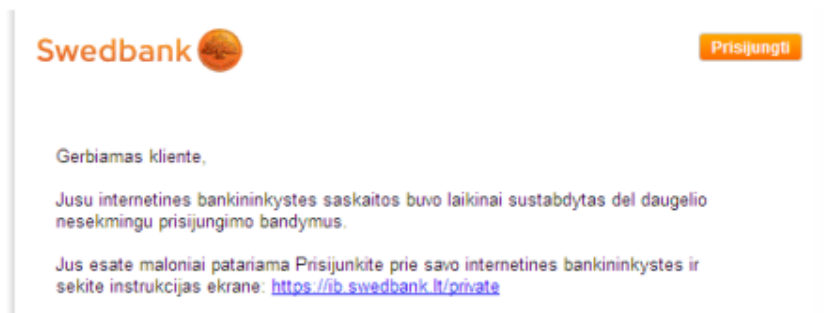 Swedbank
Prisijungti
Gerbiamas kliente,
Jusu internetines bankininkystes saskaitos buvo laikinai sustabdytas del daugelio
nesekmingu prisijungimo bandymus.
Jus esate maloniai patariama Prisijunkite prie savo internetines bankininkystes ir
sekite instrukcijas ekrane: https://ib.swedbank.lt/private